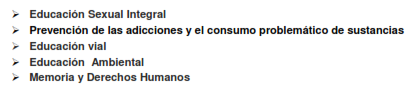 ➢ Educación Sexual Integral
➢ Prevención de las adicciones y el consumo problemático de sustancias
➢ Educación vial
➢ Educación  Ambiental
➢ Memoria y Derechos Humanos